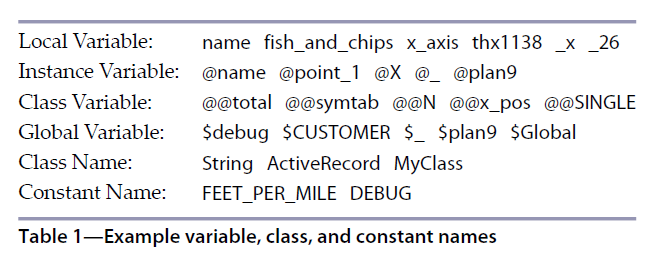 Local Variable: name fish_and_chips x_axis thx1138 _x _26
Instance Variable: @name @point_1 @X @_ @plan9
Class Variable: @@total @@symtab @@N @@x_pos @@SINGLE
Global Variable: $debug $CUSTOMER $_ $plan9 $Global
Class Name: String ActiveRecord MyClass
Constant Name: FEET_PER_MILE DEBUG
Table 1—Example variable, class, and constant names